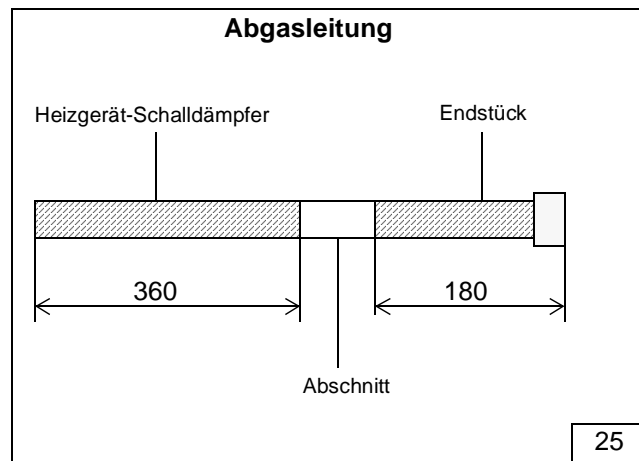 Abgasleitung
Heizgerät-Schalldämpfer
Endstück
360
180
Abschnitt
25